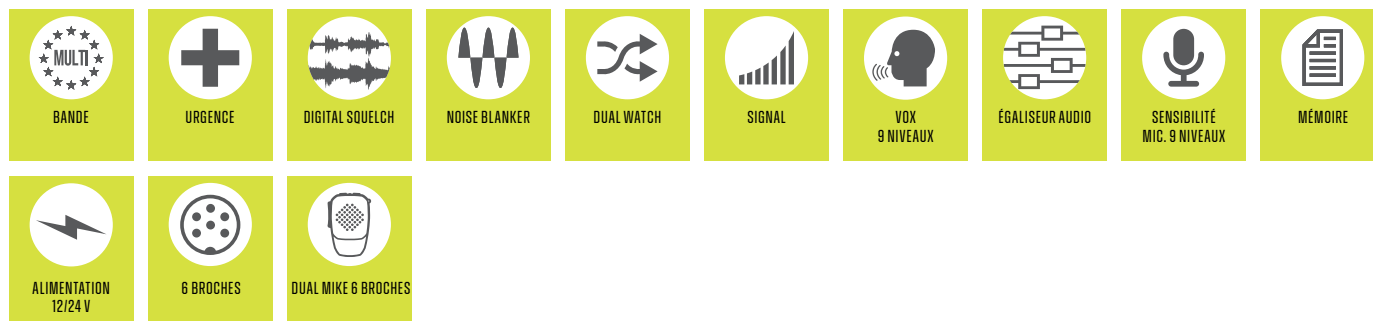 MULTI
BANDE
URGENCE
DIGITAL SQUELCH
NOISE BLANKER
DUAL WATCH
SIGNAL
VOX
9 NIVEAUX
ÉGALISEUR AUDIO
SENSIBILITÉ
MIC. 9 NIVEAUX
MÉMOIRE
ALIMENTATION
12/24 V
6 BROCHES
DUAL MIKE 6 BROCHES